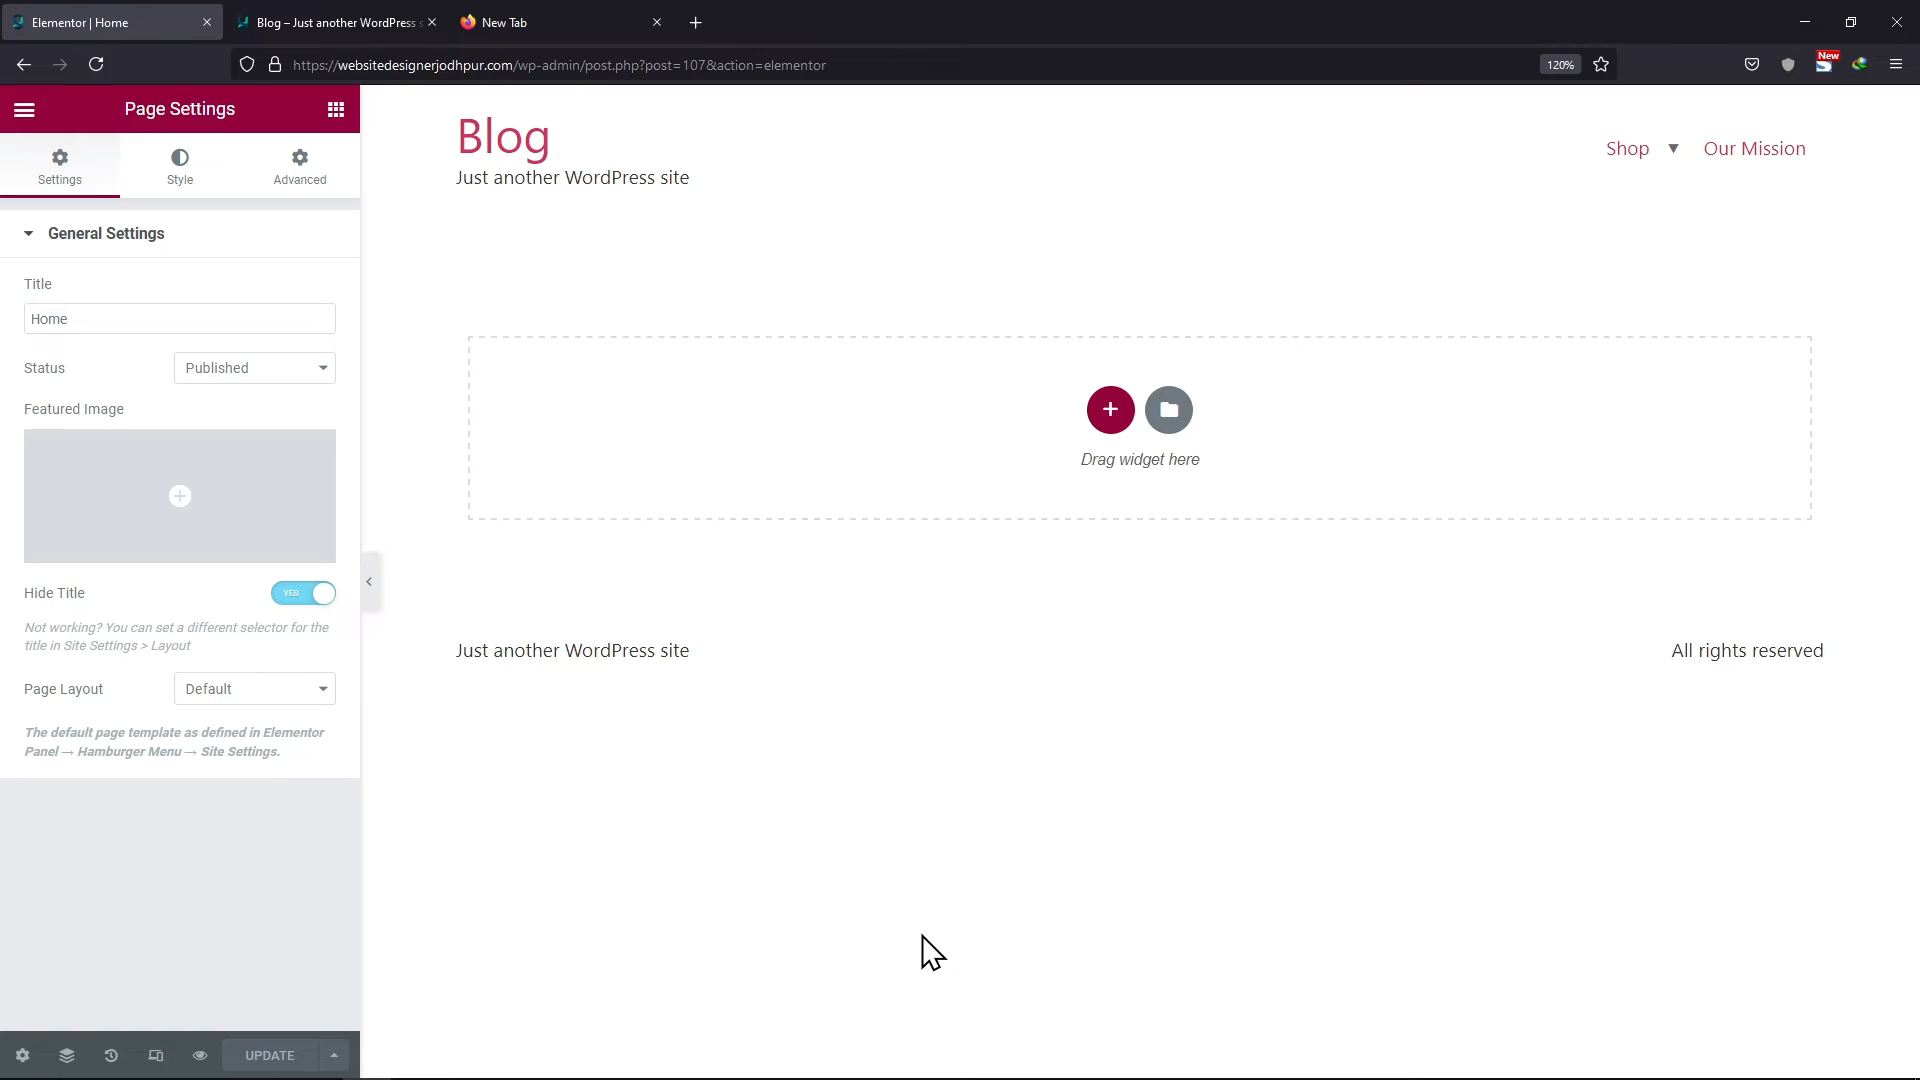 Elementor | Home
Blog – Just another WordPress s
New Tab
https://websitedesignerjodhpur.com/wp-admin/post.php?post=107&action=elementor
120%
New
Page Settings
Settings
Style
Advanced
General Settings
Title
Home
Status
Published
Featured Image
Hide Title
YES
Not working? You can set a different selector for the
title in Site Settings > Layout
Page Layout
Default
The default page template as defined in Elementor
Panel → Hamburger Menu → Site Settings.
UPDATE
Blog
Just another WordPress site
Shop ▼
Our Mission
Drag widget here
Just another WordPress site
All rights reserved